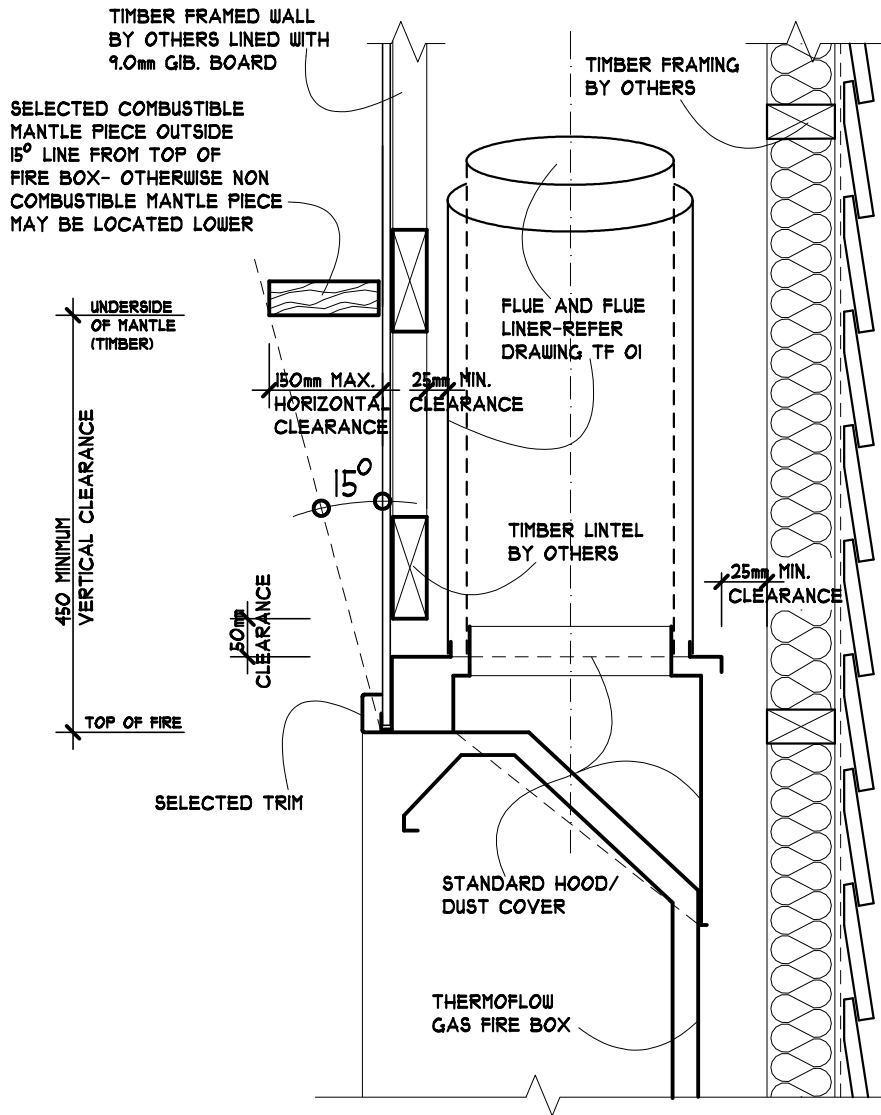 TIMBER FRAMED WALL
BY OTHERS LINED WITH
9.0mm GIB. BOARD
TIMBER FRAMING
BY OTHERS
SELECTED COMBUSTIBLE
MANTLE PIECE OUTSIDE
15° LINE FROM TOP OF
FIRE BOX- OTHERWISE NON
COMBUSTIBLE MANTLE PIECE
MAY BE LOCATED LOWER
UNDERSIDE
OF MANTLE
(TIMBER)
FLUE AND FLUE
LINER-REFER
DRAWING TF 01
150mm MAX.
HORIZONTAL
CLEARANCE
25mm MIN.
CLEARANCE
15°
450 MINIMUM
VERTICAL CLEARANCE
TIMBER LINTEL
BY OTHERS
25mm MIN.
CLEARANCE
50mm
CLEARANCE
TOP OF FIRE
SELECTED TRIM
STANDARD HOOD/
DUST COVER
THERMOFLOW
GAS FIRE BOX